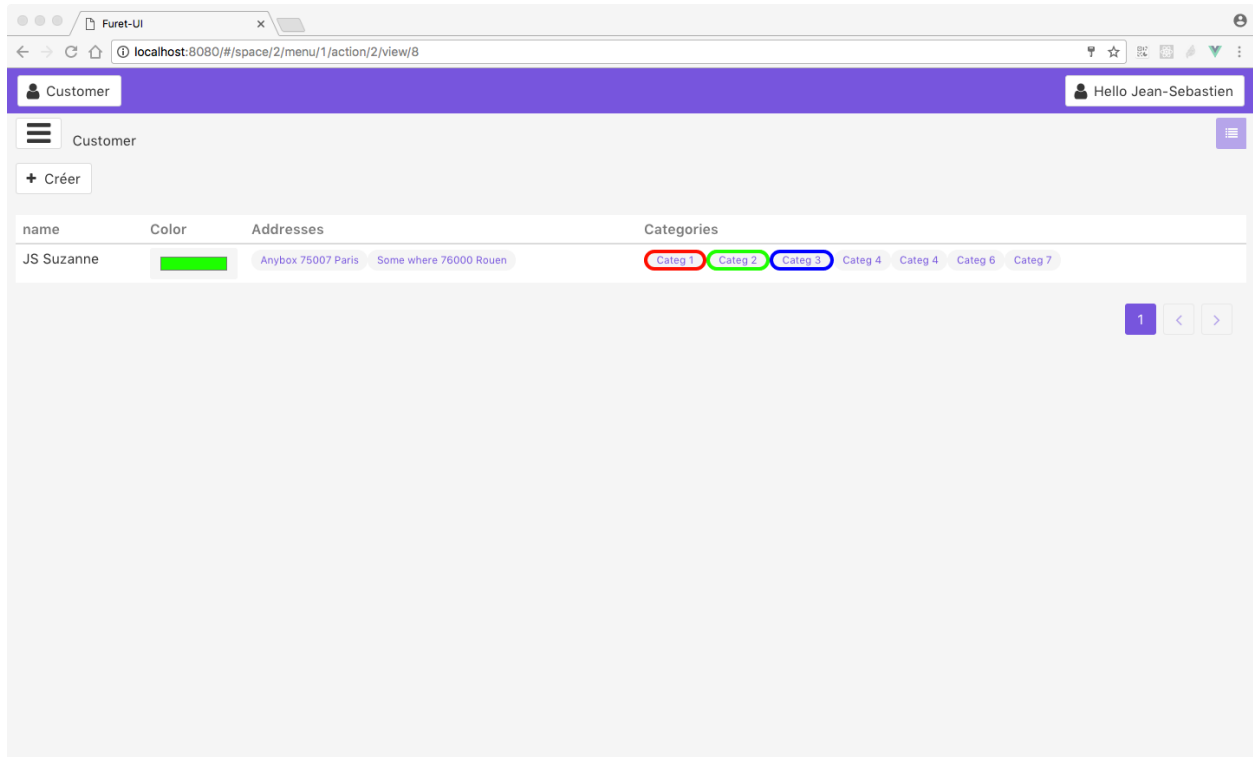 Furet-UI
localhost:8080/#/space/2/menu/1/action/2/view/8
Customer Hello Jean-Sebastien
Customer
+ Créer
name Color Addresses Categories
JS Suzanne Anybox 75007 Paris Some where 76000 Rouen Categ 1 Categ 2 Categ 3 Categ 4 Categ 4 Categ 6 Categ 7
1 < >